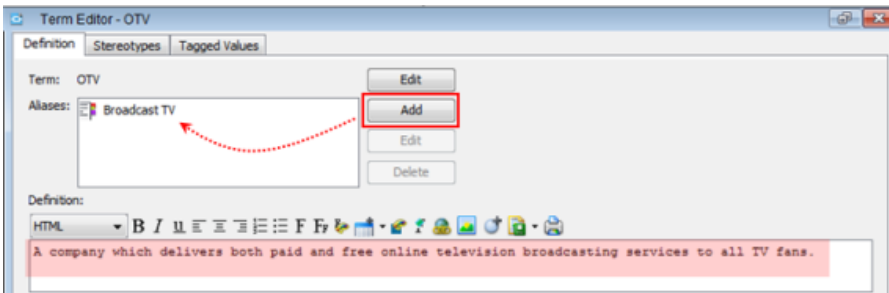 Term Editor - OTV
Definition Stereotypes Tagged Values
Term: OTV Edit
Aliases: Broadcast TV Add
Edit
Delete
Definition:
HTML B I U F
A company which delivers both paid and free online television broadcasting services to all TV fans.